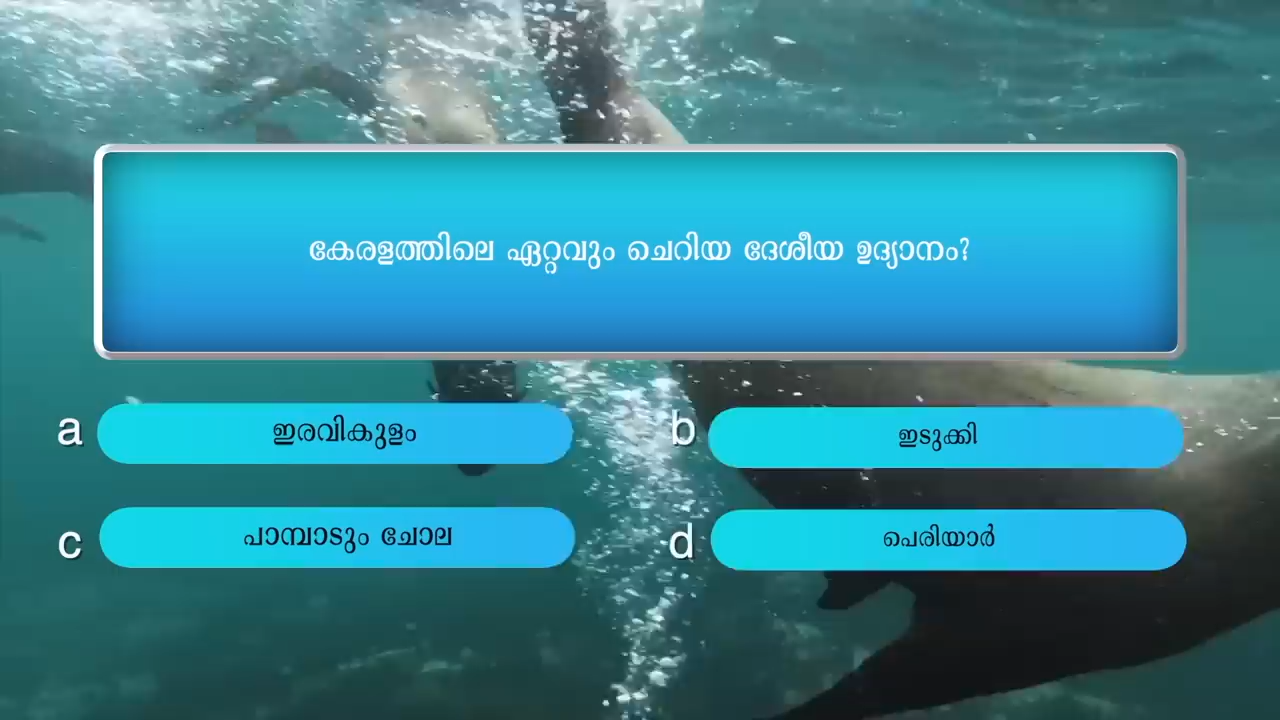 കേരളത്തിലെ ഏറ്റവും ചെറിയ ദേശീയ ഉദ്യാനം?
a ഇരവികുളം
b ഇടുക്കി
c പാമ്പാടും ചോല
d പെരിയാർ